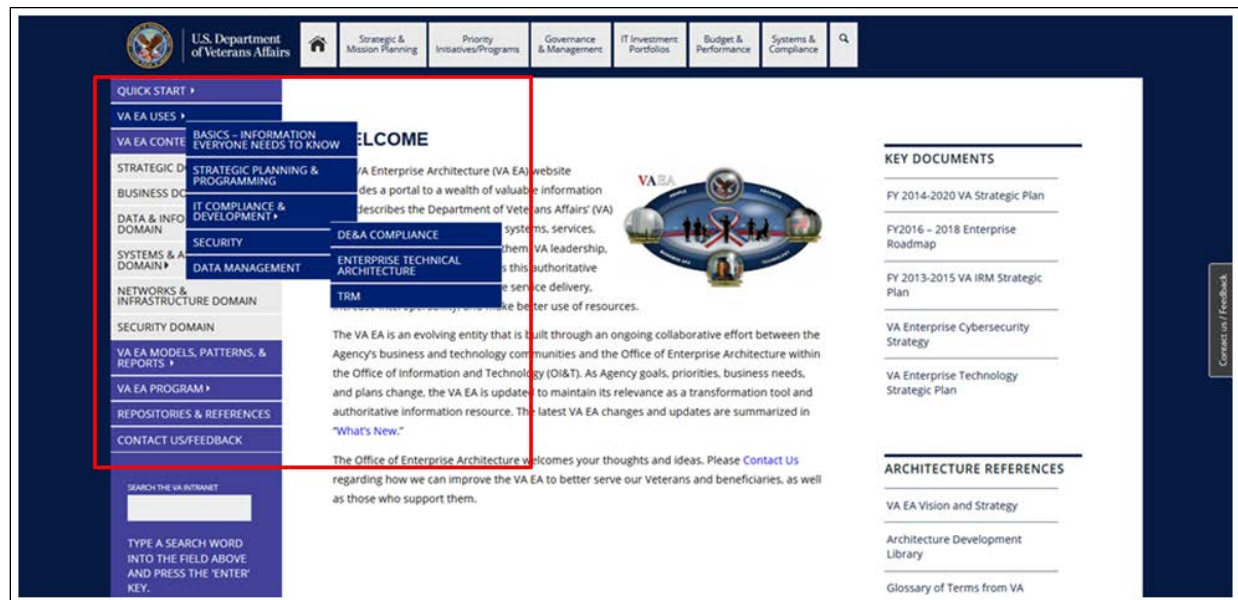 U.S. Department
of Veterans Affairs
Strategic &
Mission Planning
Priority
Initiatives/Programs
Governance
& Management
IT Investment
Portfolios
Budget &
Performance
Systems &
Compliance
QUICK START
VA EA USES
VA EA CONTE
STRATEGIC D
BUSINESS DO
DATA & INFO
DOMAIN
SYSTEMS & A
DOMAIN
NETWORKS &
INFRASTRUCTURE DOMAIN
SECURITY DOMAIN
VA EA MODELS, PATTERNS, &
REPORTS
VA EA PROGRAM
REPOSITORIES & REFERENCES
CONTACT US/FEEDBACK
SEARCH THE VA INTRANET
TYPE A SEARCH WORD
INTO THE FIELD ABOVE
AND PRESS THE 'ENTER'
KEY.
BASICS – INFORMATION
EVERYONE NEEDS TO KNOW
STRATEGIC PLANNING &
PROGRAMMING
IT COMPLIANCE &
DEVELOPMENT
SECURITY
DATA MANAGEMENT
DE&A COMPLIANCE
ENTERPRISE TECHNICAL
ARCHITECTURE
TRM
ELCOME
VA Enterprise Architecture (VA EA) website
des a portal to a wealth of valuable information
describes the Department of Veterans Affairs' (VA)
systems, services,
them. VA leadership,
s this authoritative
e service delivery,
make better use of resources.
VA EA
The VA EA is an evolving entity that is built through an ongoing collaborative effort between the
Agency's business and technology communities and the Office of Enterprise Architecture within
the Office of Information and Technology (OI&T). As Agency goals, priorities, business needs,
and plans change, the VA EA is updated to maintain its relevance as a transformation tool and
authoritative information resource. The latest VA EA changes and updates are summarized in
"What's New."
The Office of Enterprise Architecture welcomes your thoughts and ideas. Please Contact Us
regarding how we can improve the VA EA to better serve our Veterans and beneficiaries, as well
as those who support them.
KEY DOCUMENTS
FY 2014-2020 VA Strategic Plan
FY2016 – 2018 Enterprise
Roadmap
FY 2013-2015 VA IRM Strategic
Plan
VA Enterprise Cybersecurity
Strategy
VA Enterprise Technology
Strategic Plan
ARCHITECTURE REFERENCES
VA EA Vision and Strategy
Architecture Development
Library
Glossary of Terms from VA
Contact us / Feedback